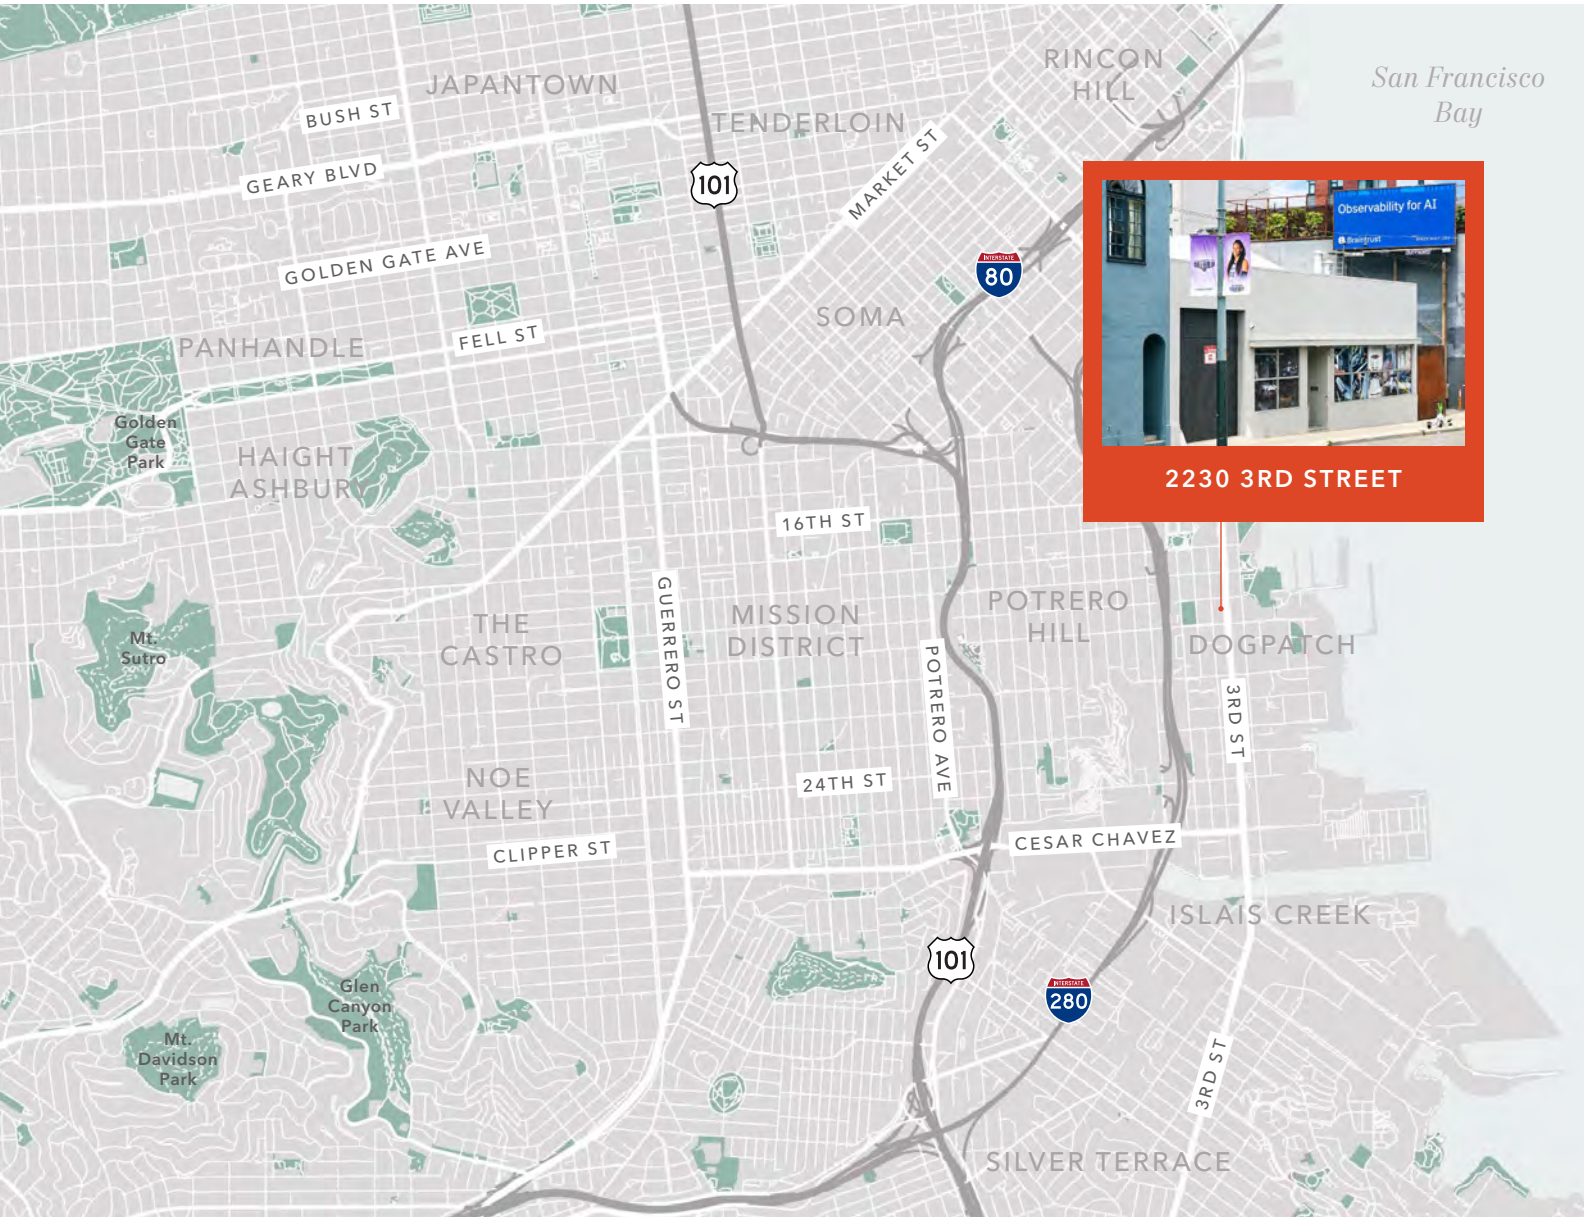 RINCON
HILL
San Francisco
Bay
JAPANTOWN
BUSH ST
TENDERLOIN
MARKET ST
GEARY BLVD
101
Observability for AI
Braintrust
GOLDEN GATE AVE
INTERSTATE
80
SOMA
FELL ST
PANHANDLE
Golden
Gate
Park
HAIGHT
ASHBURY
2230 3RD STREET
16TH ST
GUERRERO ST
THE
CASTRO
MISSION
DISTRICT
POTRERO
HILL
DOGPATCH
Mt.
Sutro
POTRERO AVE
3RD ST
NOE
VALLEY
24TH ST
CLIPPER ST
CESAR CHAVEZ
ISLAIS CREEK
101
INTERSTATE
280
Glen
Canyon
Park
Mt.
Davidson
Park
3RD ST
SILVER TERRACE